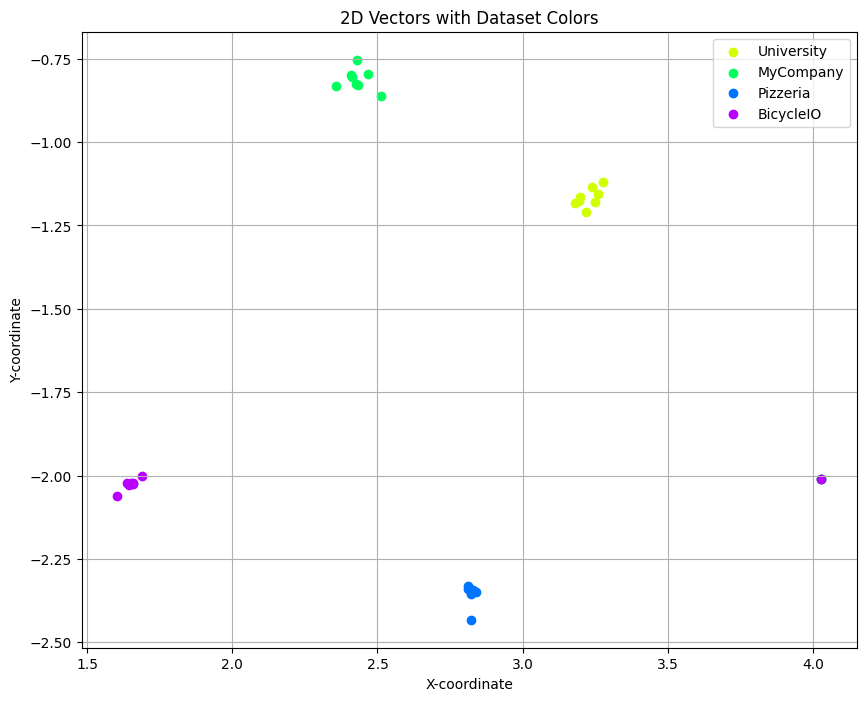 2D Vectors with Dataset Colors
University
MyCompany
Pizzeria
BicycleIO
−0.75
−1.00
−1.25
−1.50
−1.75
−2.00
−2.25
−2.50
Y-coordinate
1.5 2.0 2.5 3.0 3.5 4.0
X-coordinate